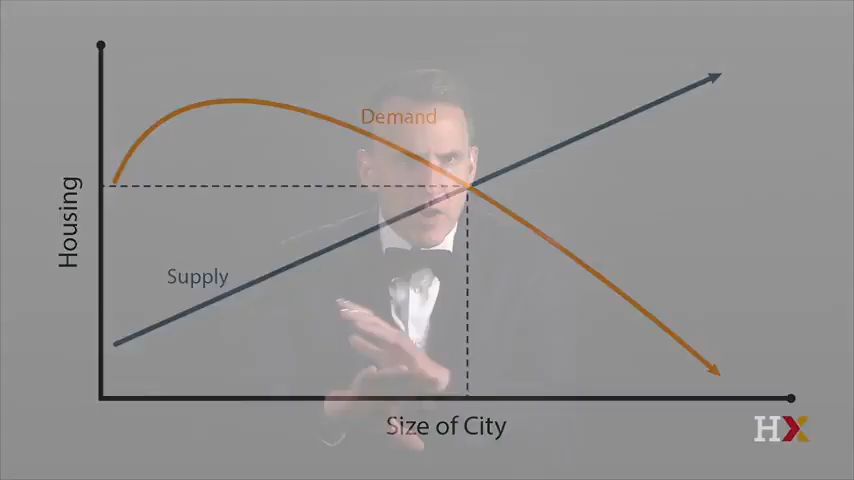 Demand
Housing
Supply
Size of City
HX